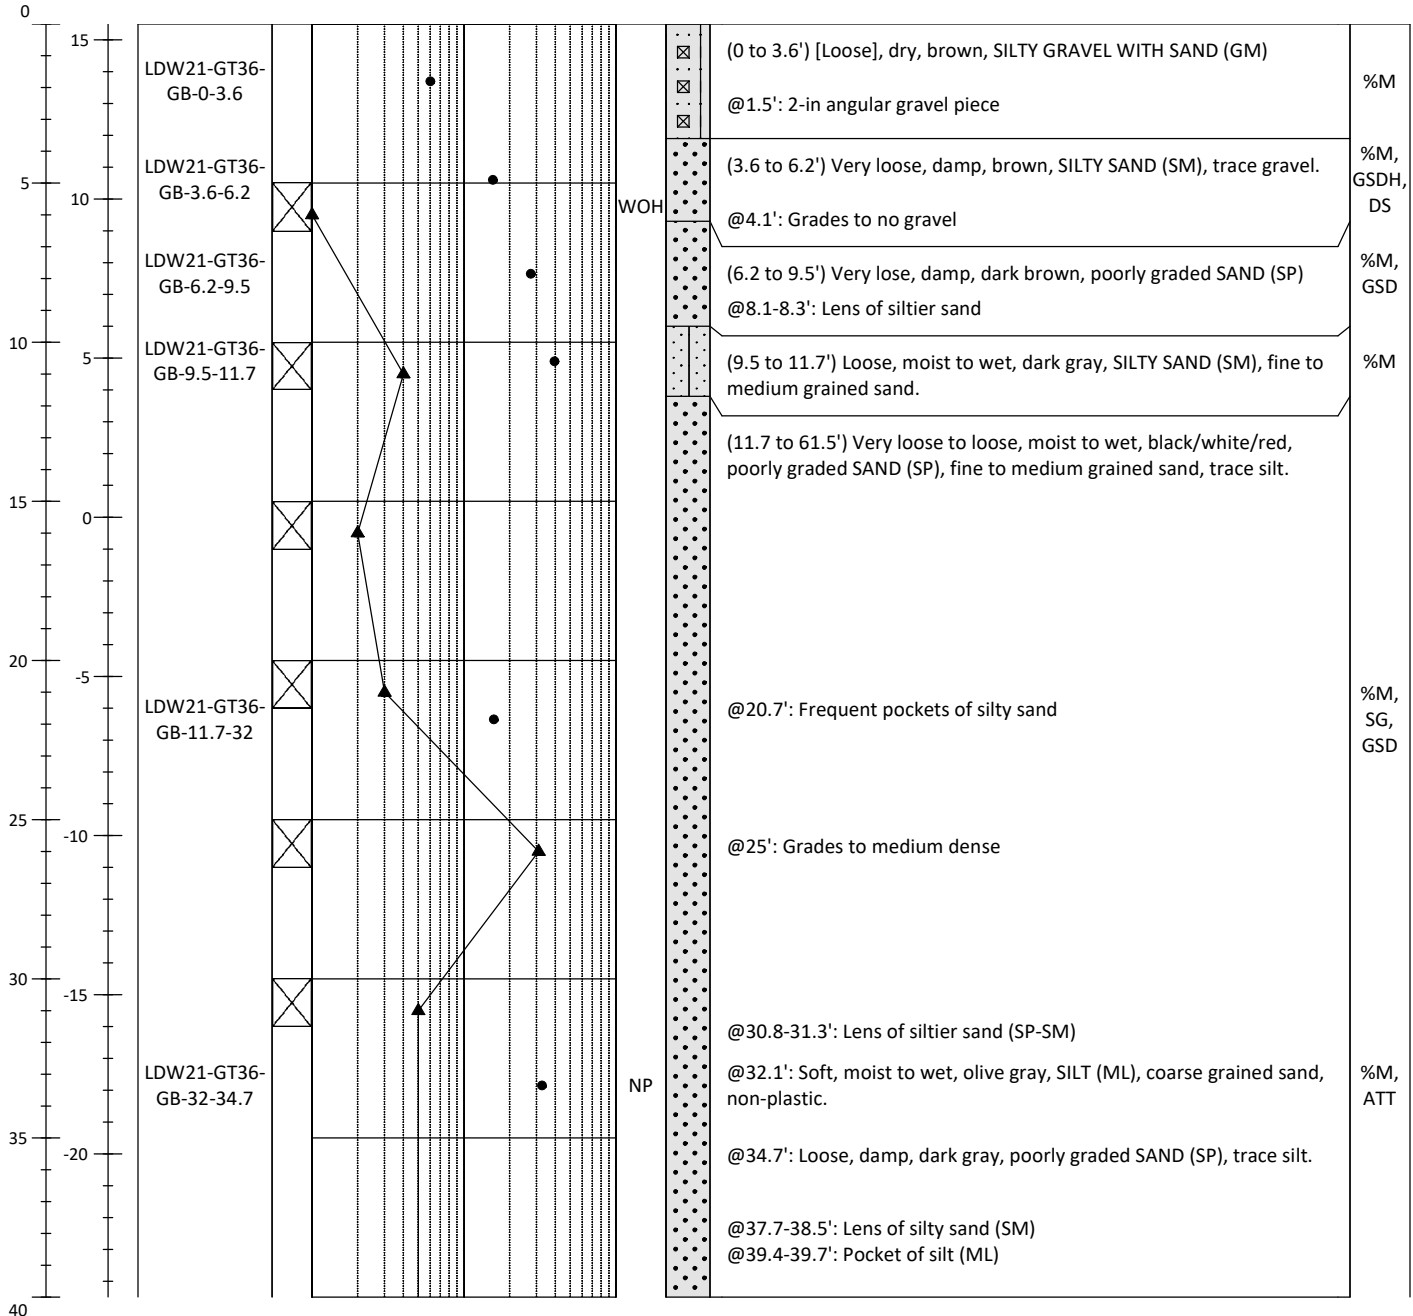 0
15
LDW21-GT36-
GB-0-3.6
(0 to 3.6') [Loose], dry, brown, SILTY GRAVEL WITH SAND (GM)
@1.5': 2-in angular gravel piece
%M
5
10
LDW21-GT36-
GB-3.6-6.2
WOH
(3.6 to 6.2') Very loose, damp, brown, SILTY SAND (SM), trace gravel.
@4.1': Grades to no gravel
%M,
GSDH,
DS
LDW21-GT36-
GB-6.2-9.5
(6.2 to 9.5') Very lose, damp, dark brown, poorly graded SAND (SP)
@8.1-8.3': Lens of siltier sand
%M,
GSD
10
5
LDW21-GT36-
GB-9.5-11.7
(9.5 to 11.7') Loose, moist to wet, dark gray, SILTY SAND (SM), fine to
medium grained sand.
%M
(11.7 to 61.5') Very loose to loose, moist to wet, black/white/red,
poorly graded SAND (SP), fine to medium grained sand, trace silt.
15
0
20
-5
LDW21-GT36-
GB-11.7-32
@20.7': Frequent pockets of silty sand
%M,
SG,
GSD
25
-10
@25': Grades to medium dense
30
-15
@30.8-31.3': Lens of siltier sand (SP-SM)
LDW21-GT36-
GB-32-34.7
NP
@32.1': Soft, moist to wet, olive gray, SILT (ML), coarse grained sand,
non-plastic.
%M,
ATT
35
-20
@34.7': Loose, damp, dark gray, poorly graded SAND (SP), trace silt.
@37.7-38.5': Lens of silty sand (SM)
@39.4-39.7': Pocket of silt (ML)
40